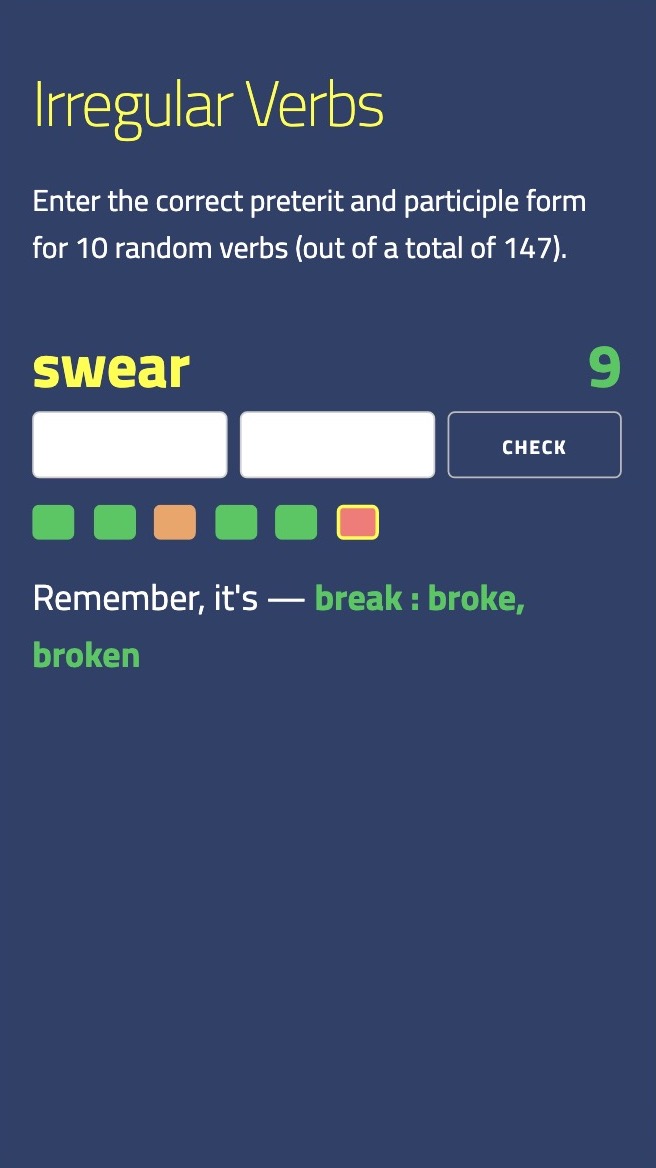 Irregular Verbs
Enter the correct preterit and participle form
for 10 random verbs (out of a total of 147).
swear 9
CHECK
Remember, it's — break : broke,
broken